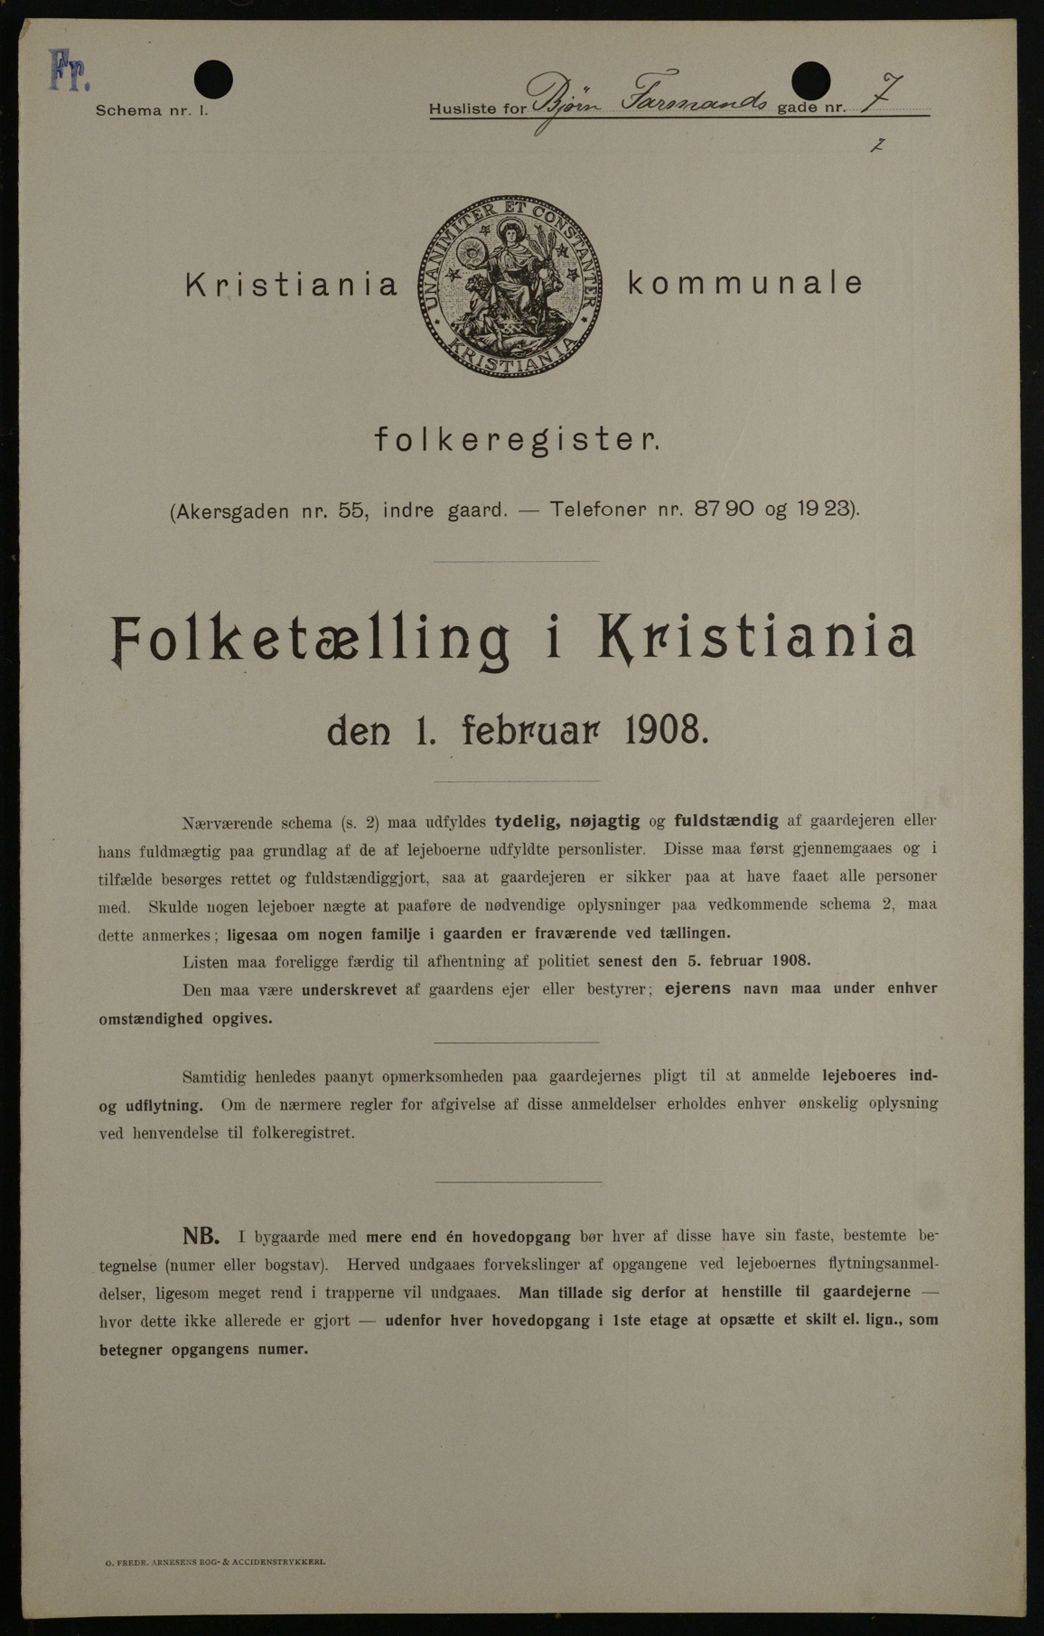 Fr.
Schema nr. 1.
Husliste for Bjørn Farmands gade nr. 7
7
UNANIMITER ET CONSTANTER
KRISTIANIA
Kristiania kommunale
folkeregister.
(Akersgaden nr. 55, indre gaard. — Telefoner nr. 87 90 og 19 23).
Folketælling i Kristiania
den 1. februar 1908.
Nærværende schema (s. 2) maa udfyldes tydelig, nøjagtig og fuldstændig af gaardejeren eller
hans fuldmægtig paa grundlag af de af lejeboerne udfyldte personlister. Disse maa først gjennemgaaes og i
tilfælde besørges rettet og fuldstændiggjort, saa at gaardejeren er sikker paa at have faaet alle personer
med. Skulde nogen lejeboer nægte at paaføre de nødvendige oplysninger paa vedkommende schema 2, maa
dette anmerkes; ligesaa om nogen familje i gaarden er fraværende ved tællingen.
Listen maa foreligge færdig til afhentning af politiet senest den 5. februar 1908.
Den maa være underskrevet af gaardens ejer eller bestyrer; ejerens navn maa under enhver
omstændighed opgives.
Samtidig henledes paanyt opmerksomheden paa gaardejernes pligt til at anmelde lejeboeres ind-
og udflytning. Om de nærmere regler for afgivelse af disse anmeldelser erholdes enhver ønskelig oplysning
ved henvendelse til folkeregistret.
NB. I bygaarde med mere end én hovedopgang bør hver af disse have sin faste, bestemte be-
tegnelse (numer eller bogstav). Herved undgaaes forvekslinger af opgangene ved lejeboernes flytningsanmel-
delser, ligesom meget rend i trapperne vil undgaaes. Man tillade sig derfor at henstille til gaardejerne —
hvor dette ikke allerede er gjort — udenfor hver hovedopgang i 1ste etage at opsætte et skilt el. lign., som
betegner opgangens numer.
O. FREDR. ARNESENS BOG- & ACCIDENSTRYKKERI.